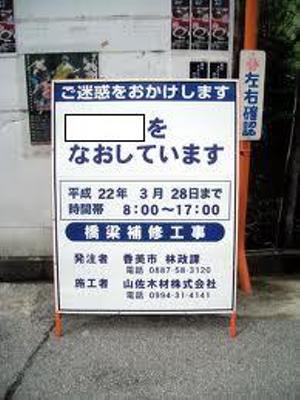 ご迷惑をおかけします
を
なおしています
平成 22年 3月 28日まで
時間帯 8:00〜17:00
橋梁補修工事
発注者 香美市 林政課
電話 0887-58-3120
施工者 山佐木材株式会社
電話 0994-31-4141
左右確認